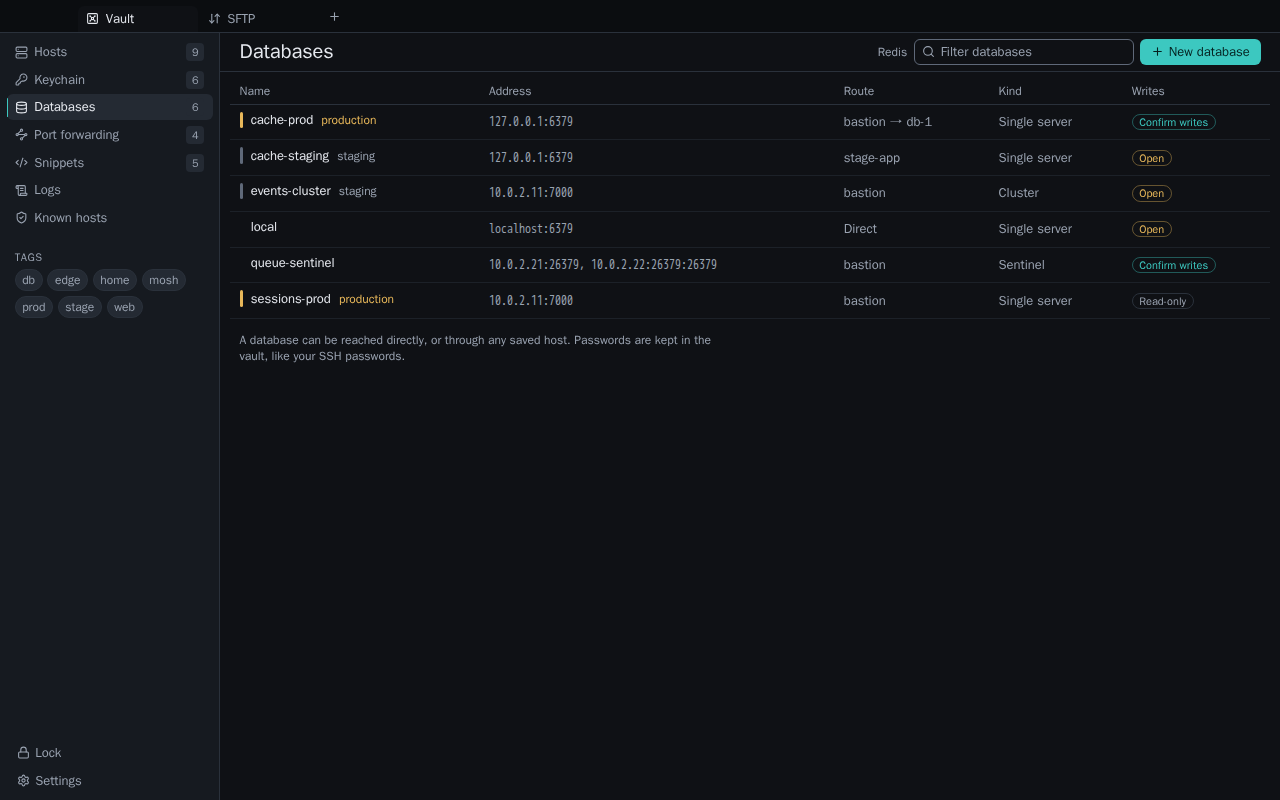 Vault
SFTP
+
Hosts 9
Keychain 6
Databases 6
Port forwarding 4
Snippets 5
Logs
Known hosts
TAGS
db edge home mosh
prod stage web
Lock
Settings
Databases
Redis Filter databases + New database
Name Address Route Kind Writes
cache-prod production 127.0.0.1:6379 bastion → db-1 Single server Confirm writes
cache-staging staging 127.0.0.1:6379 stage-app Single server Open
events-cluster staging 10.0.2.11:7000 bastion Cluster Open
local localhost:6379 Direct Single server Open
queue-sentinel 10.0.2.21:26379, 10.0.2.22:26379:26379 bastion Sentinel Confirm writes
sessions-prod production 10.0.2.11:7000 bastion Single server Read-only
A database can be reached directly, or through any saved host. Passwords are kept in the
vault, like your SSH passwords.